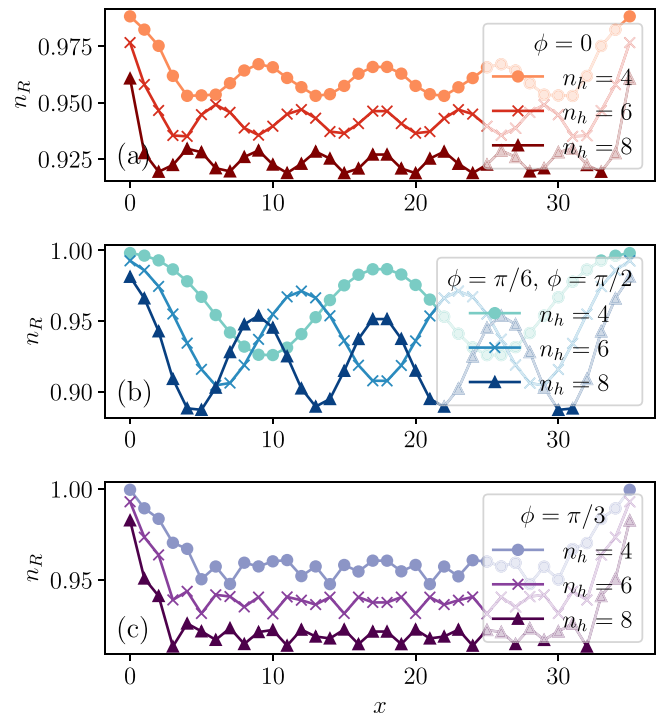 0.975
0.950
0.925
n_R
(a)
ϕ = 0
n_h = 4
n_h = 6
n_h = 8
0 10 20 30
1.00
0.95
0.90
n_R
(b)
ϕ = π/6, ϕ = π/2
n_h = 4
n_h = 6
n_h = 8
0 10 20 30
1.00
0.95
n_R
(c)
ϕ = π/3
n_h = 4
n_h = 6
n_h = 8
0 10 20 30
x